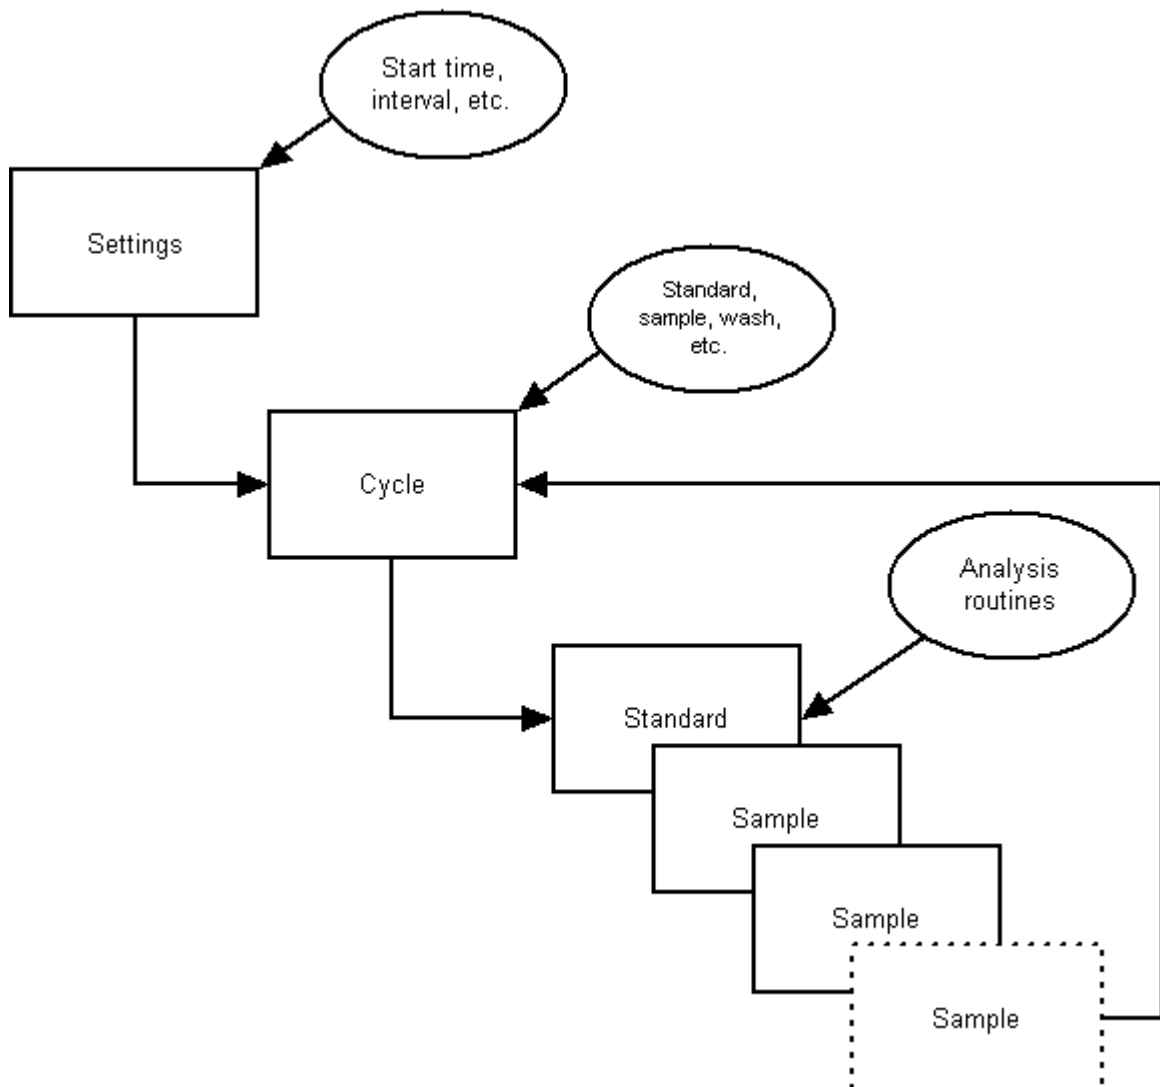 Start time,
interval, etc.
Settings
Standard,
sample, wash,
etc.
Cycle
Analysis
routines
Standard
Sample
Sample
Sample